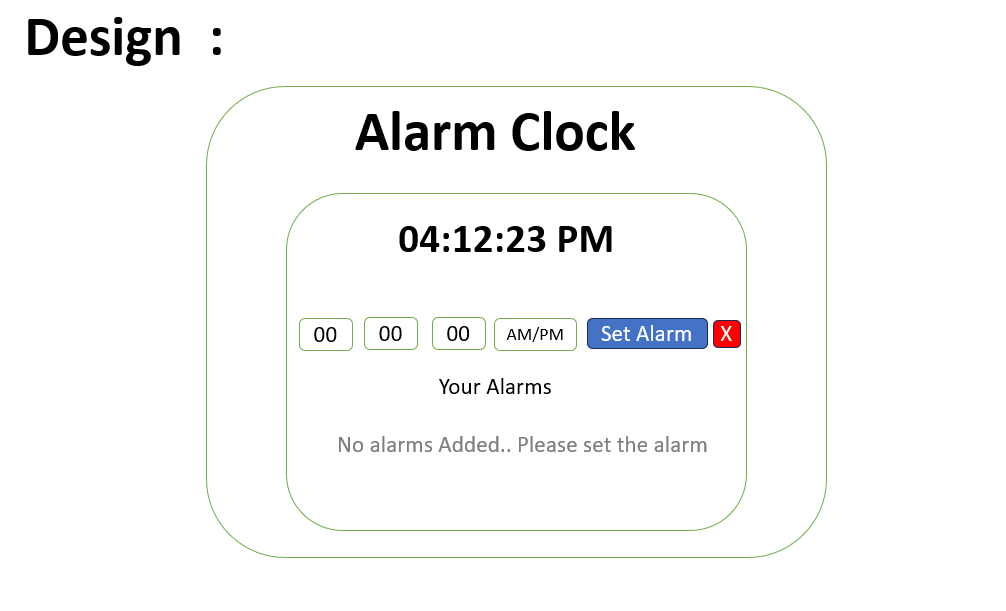 Design :
Alarm Clock
04:12:23 PM
00 00 00 AM/PM Set Alarm X
Your Alarms
No alarms Added.. Please set the alarm